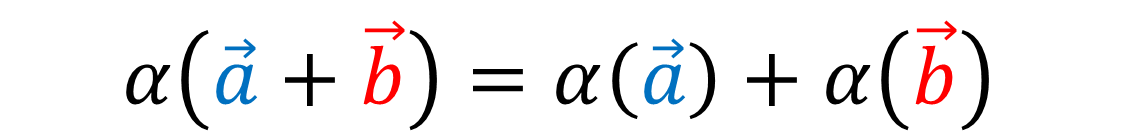 α(a⃗ + b⃗) = α(a⃗) + α(b⃗)